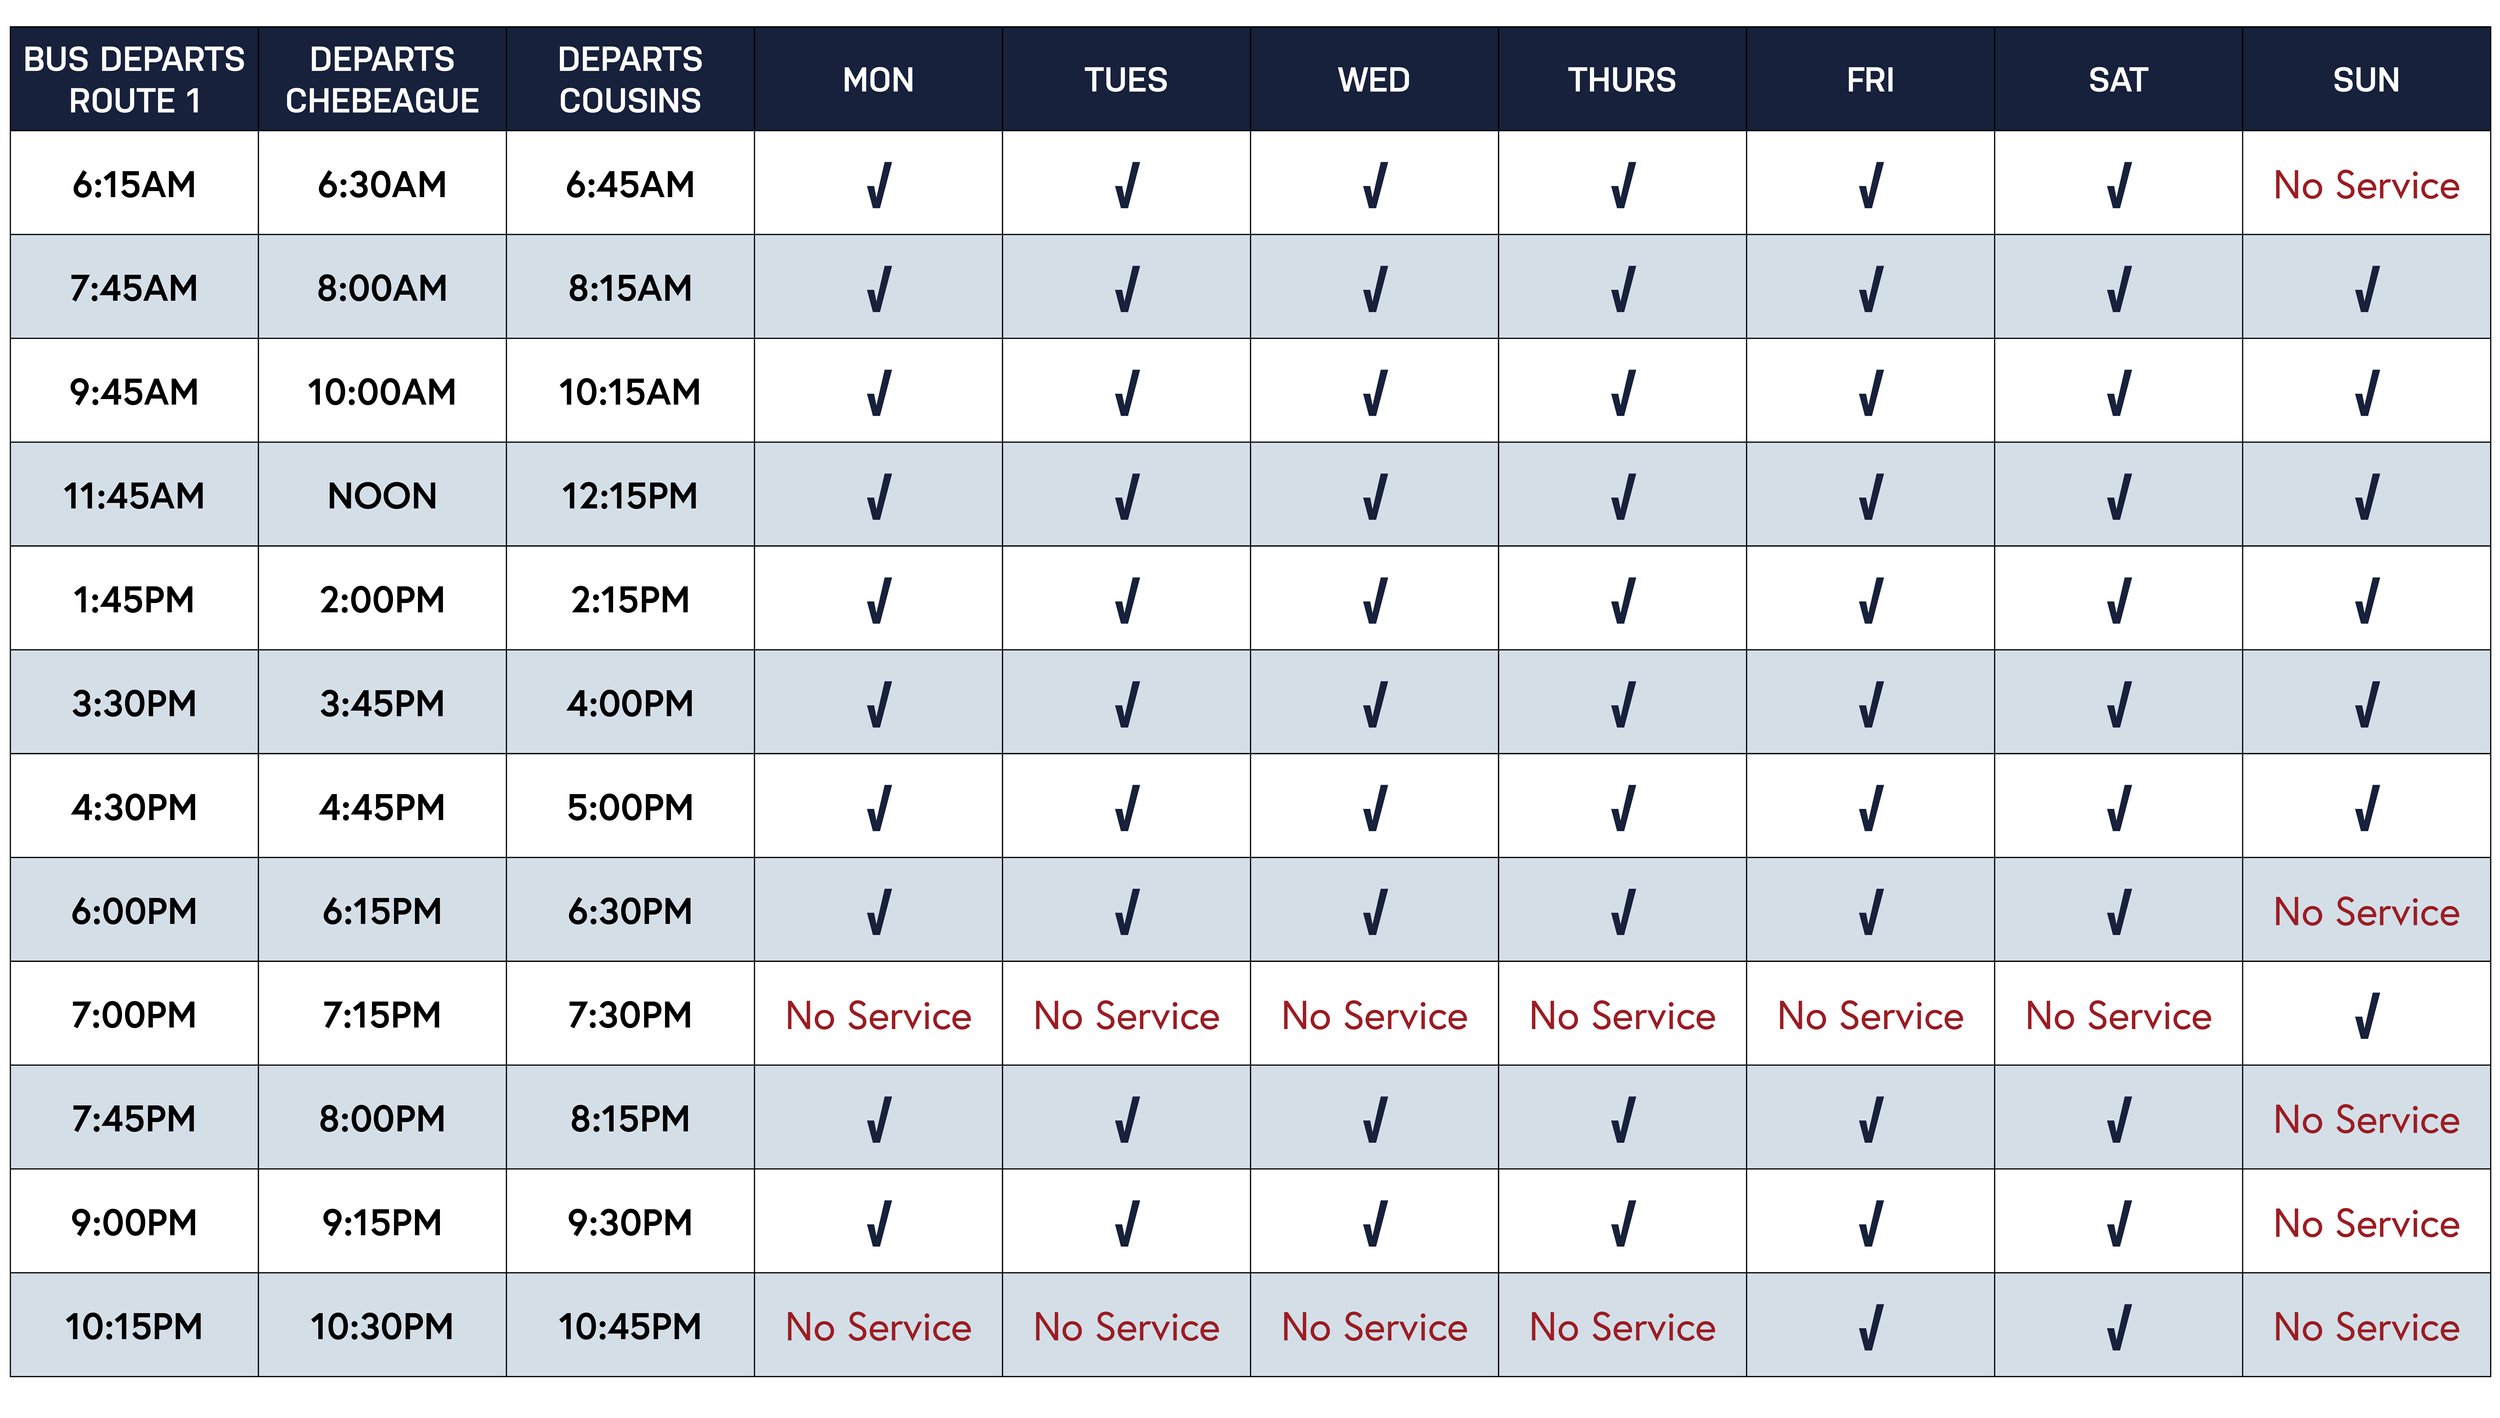 BUS DEPARTS ROUTE 1 DEPARTS CHEBEAGUE DEPARTS COUSINS MON TUES WED THURS FRI SAT SUN
6:15AM 6:30AM 6:45AM √ √ √ √ √ √ No Service
7:45AM 8:00AM 8:15AM √ √ √ √ √ √ √
9:45AM 10:00AM 10:15AM √ √ √ √ √ √ √
11:45AM NOON 12:15PM √ √ √ √ √ √ √
1:45PM 2:00PM 2:15PM √ √ √ √ √ √ √
3:30PM 3:45PM 4:00PM √ √ √ √ √ √ √
4:30PM 4:45PM 5:00PM √ √ √ √ √ √ √
6:00PM 6:15PM 6:30PM √ √ √ √ √ √ No Service
7:00PM 7:15PM 7:30PM No Service No Service No Service No Service No Service No Service √
7:45PM 8:00PM 8:15PM √ √ √ √ √ √ No Service
9:00PM 9:15PM 9:30PM √ √ √ √ √ √ No Service
10:15PM 10:30PM 10:45PM No Service No Service No Service No Service √ √ No Service